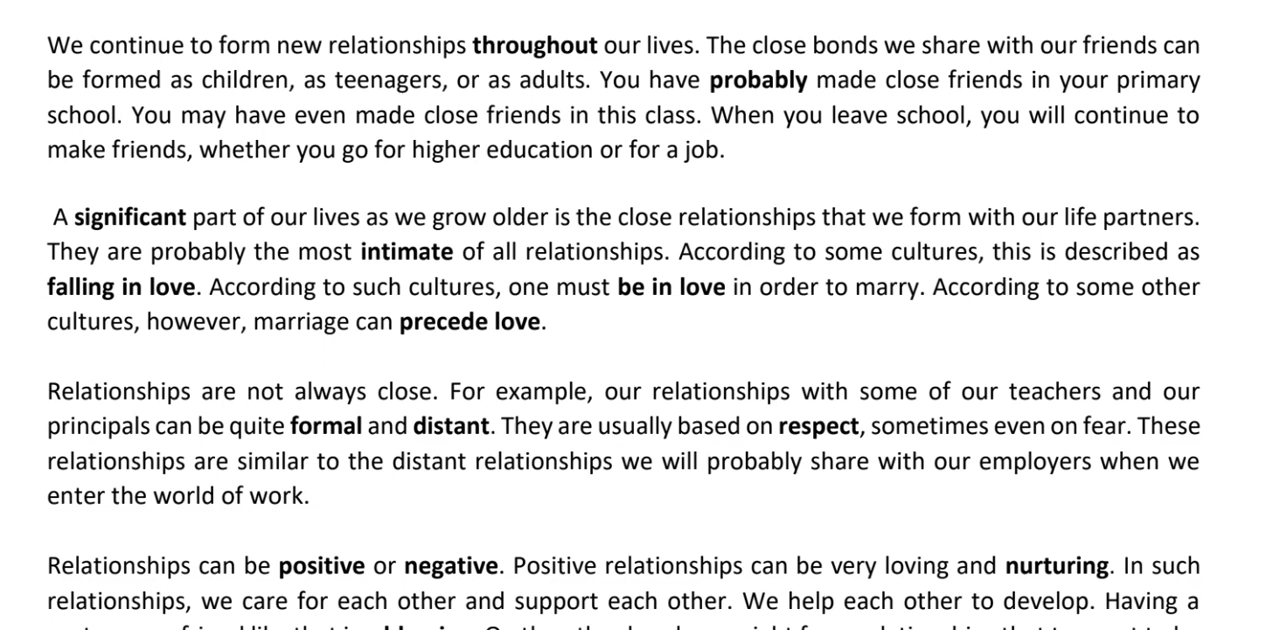 We continue to form new relationships throughout our lives. The close bonds we share with our friends can
be formed as children, as teenagers, or as adults. You have probably made close friends in your primary
school. You may have even made close friends in this class. When you leave school, you will continue to
make friends, whether you go for higher education or for a job.
A significant part of our lives as we grow older is the close relationships that we form with our life partners.
They are probably the most intimate of all relationships. According to some cultures, this is described as
falling in love. According to such cultures, one must be in love in order to marry. According to some other
cultures, however, marriage can precede love.
Relationships are not always close. For example, our relationships with some of our teachers and our
principals can be quite formal and distant. They are usually based on respect, sometimes even on fear. These
relationships are similar to the distant relationships we will probably share with our employers when we
enter the world of work.
Relationships can be positive or negative. Positive relationships can be very loving and nurturing. In such
relationships, we care for each other and support each other. We help each other to develop. Having a